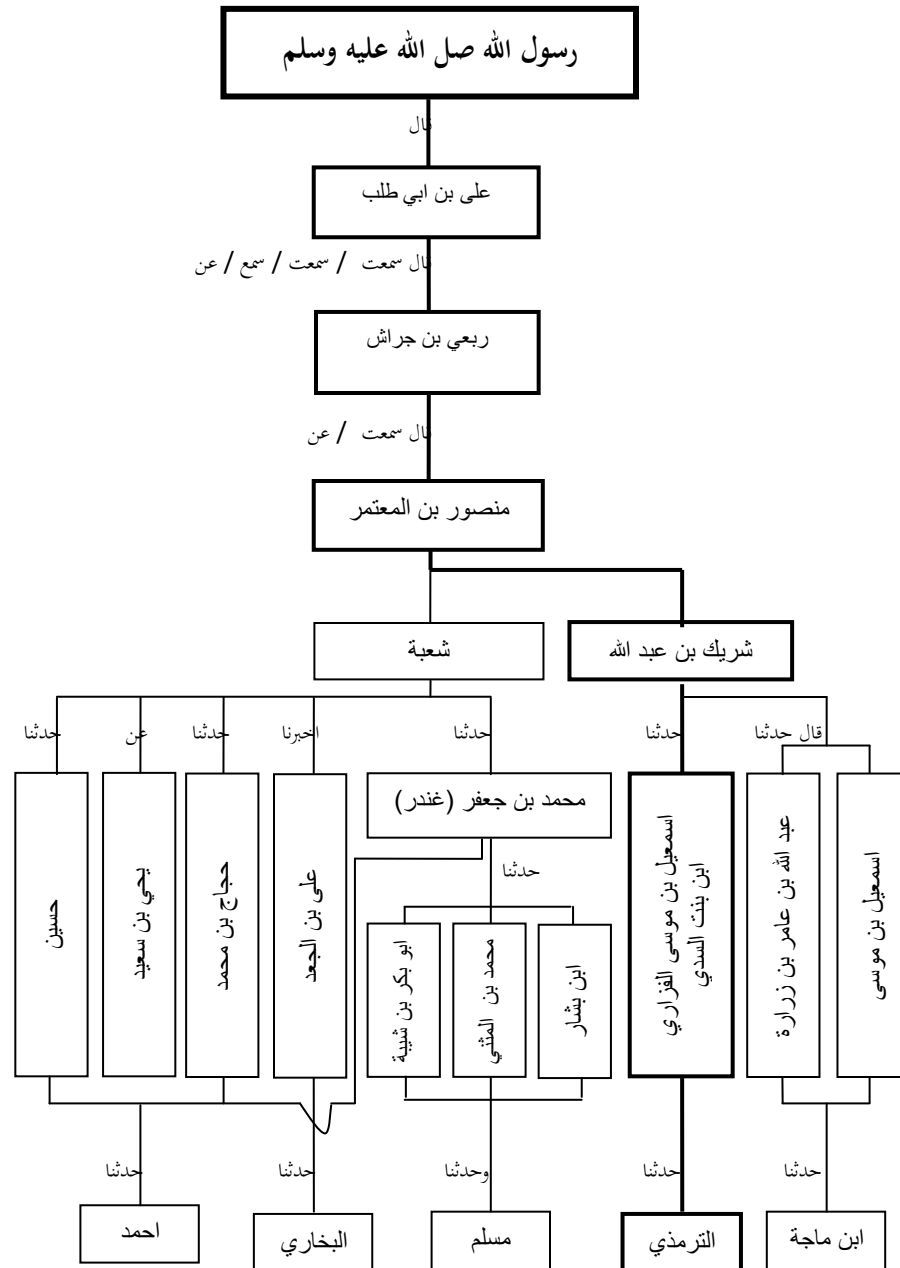 رسول الله صل الله عليه وسلم
قال
على بن ابي طلب
قال سمعت / سمعت / سمع / عن
ربعي بن جراش
قال سمعت / عن
منصور بن المعتمر
شريك بن عبد الله
شعبة
قال حدثنا
حدثنا
حدثنا
اخبرنا
حدثنا
عن
حدثنا
اسمعيل بن موسى
عبد الله بن عامر بن زرارة
اسمعيل بن موسى الفزاري
ابن بنت السدي
محمد بن جعفر (غندر)
حدثنا
ابن بشار
محمد بن المثني
ابو بكر بن شيبة
على بن الجعد
حجاج بن محمد
يحي بن سعيد
حسين
حدثنا
حدثنا
وحدثنا
حدثنا
حدثنا
ابن ماجة
الترمذي
مسلم
البخاري
احمد